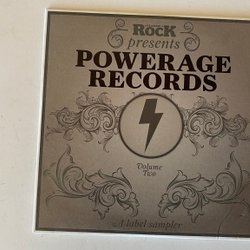 ROCK
presents
POWERAGE
RECORDS
Volume
Two
A label sampler